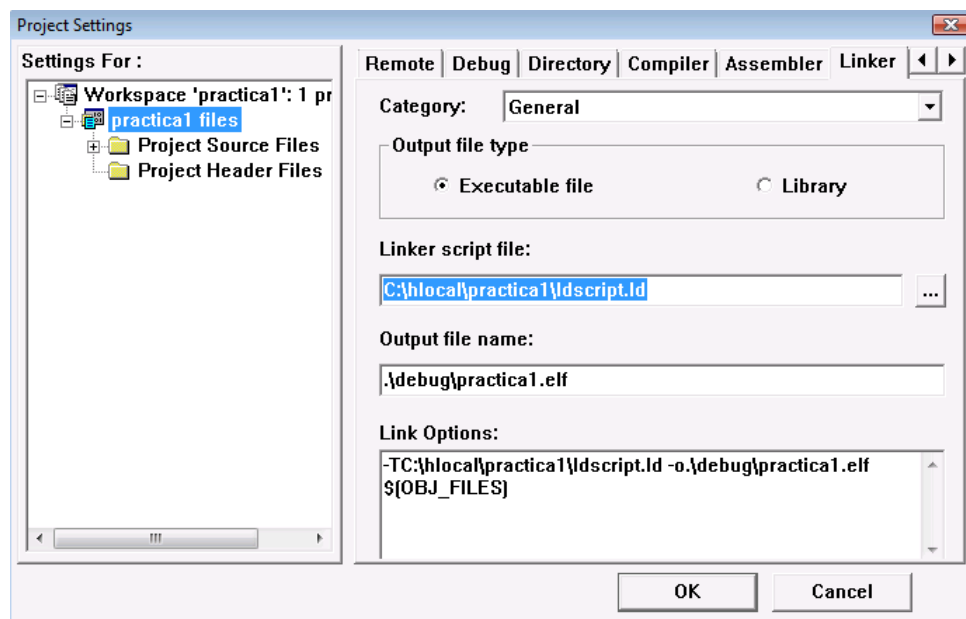 Project Settings
Settings For :
Workspace 'practica1': 1 pr
practica1 files
Project Source Files
Project Header Files
Remote Debug Directory Compiler Assembler Linker
Category: General
Output file type
Executable file Library
Linker script file:
C:\hlocal\practica1\ldscript.ld
...
Output file name:
.\debug\practica1.elf
Link Options:
-TC:\hlocal\practica1\ldscript.ld -o.\debug\practica1.elf
$(OBJ_FILES)
OK Cancel